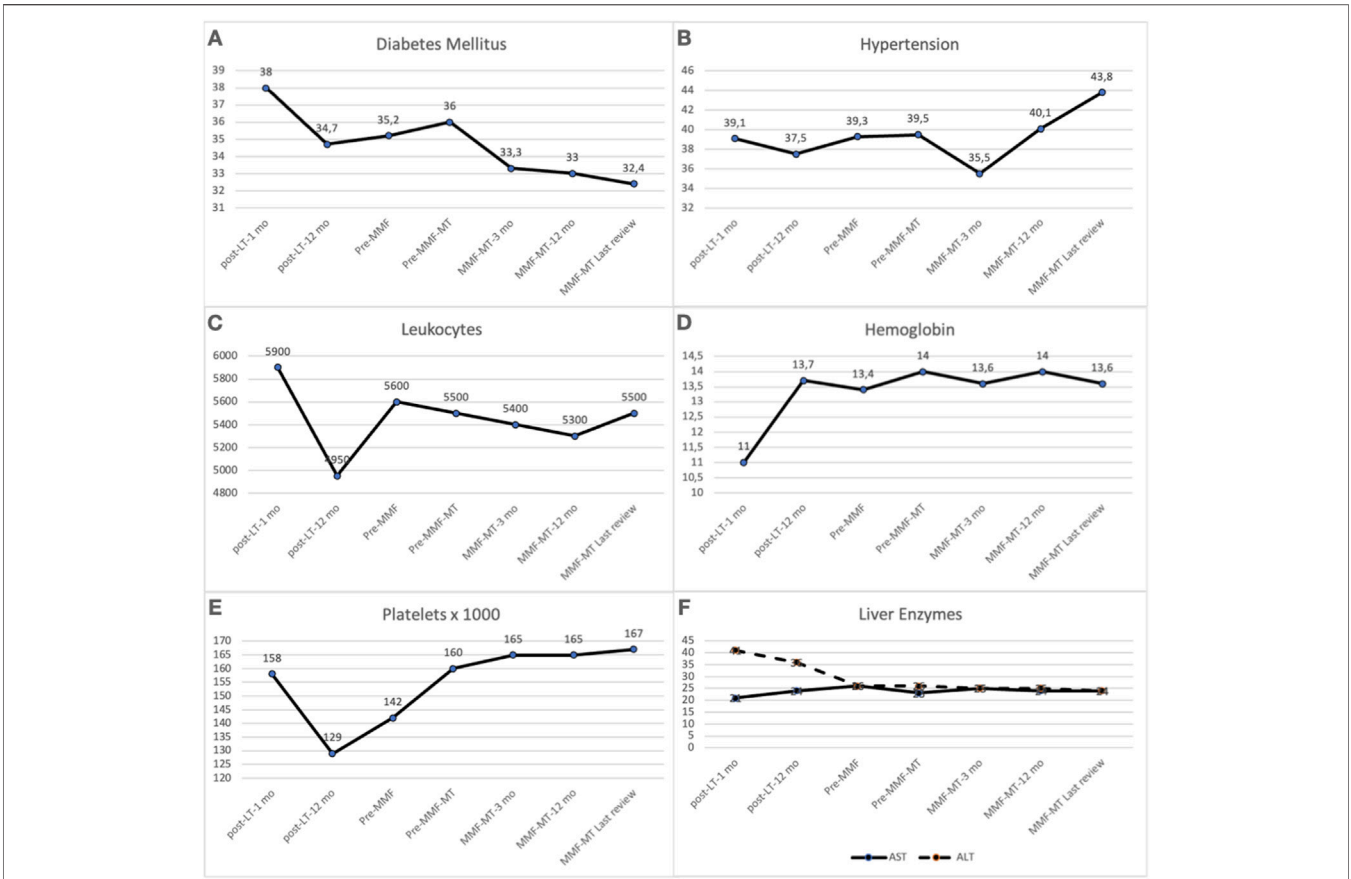 A
Diabetes Mellitus
39
38
37
36
35
34
33
32
31
38
34,7
35,2
36
33,3
33
32,4
post-LT-1 mo
post-LT-12 mo
Pre-MMF
Pre-MMF-MT
MMF-MT-3 mo
MMF-MT-12 mo
MMF-MT Last review
B
Hypertension
46
44
42
40
38
36
34
32
39,1
37,5
39,3
39,5
35,5
40,1
43,8
post-LT-1 mo
post-LT-12 mo
Pre-MMF
Pre-MMF-MT
MMF-MT-3 mo
MMF-MT-12 mo
MMF-MT Last review
C
Leukocytes
6000
5800
5600
5400
5200
5000
4800
5900
4950
5600
5500
5400
5300
5500
post-LT-1 mo
post-LT-12 mo
Pre-MMF
Pre-MMF-MT
MMF-MT-3 mo
MMF-MT-12 mo
MMF-MT Last review
D
Hemoglobin
14,5
14
13,5
13
12,5
12
11,5
11
10,5
10
11
13,7
13,4
14
13,6
14
13,6
post-LT-1 mo
post-LT-12 mo
Pre-MMF
Pre-MMF-MT
MMF-MT-3 mo
MMF-MT-12 mo
MMF-MT Last review
E
Platelets x 1000
170
165
160
155
150
145
140
135
130
125
120
158
129
142
160
165
165
167
post-LT-1 mo
post-LT-12 mo
Pre-MMF
Pre-MMF-MT
MMF-MT-3 mo
MMF-MT-12 mo
MMF-MT Last review
F
Liver Enzymes
45
40
35
30
25
20
15
10
5
0
post-LT-1 mo
post-LT-12 mo
Pre-MMF
Pre-MMF-MT
MMF-MT-3 mo
MMF-MT-12 mo
MMF-MT Last review
AST
ALT